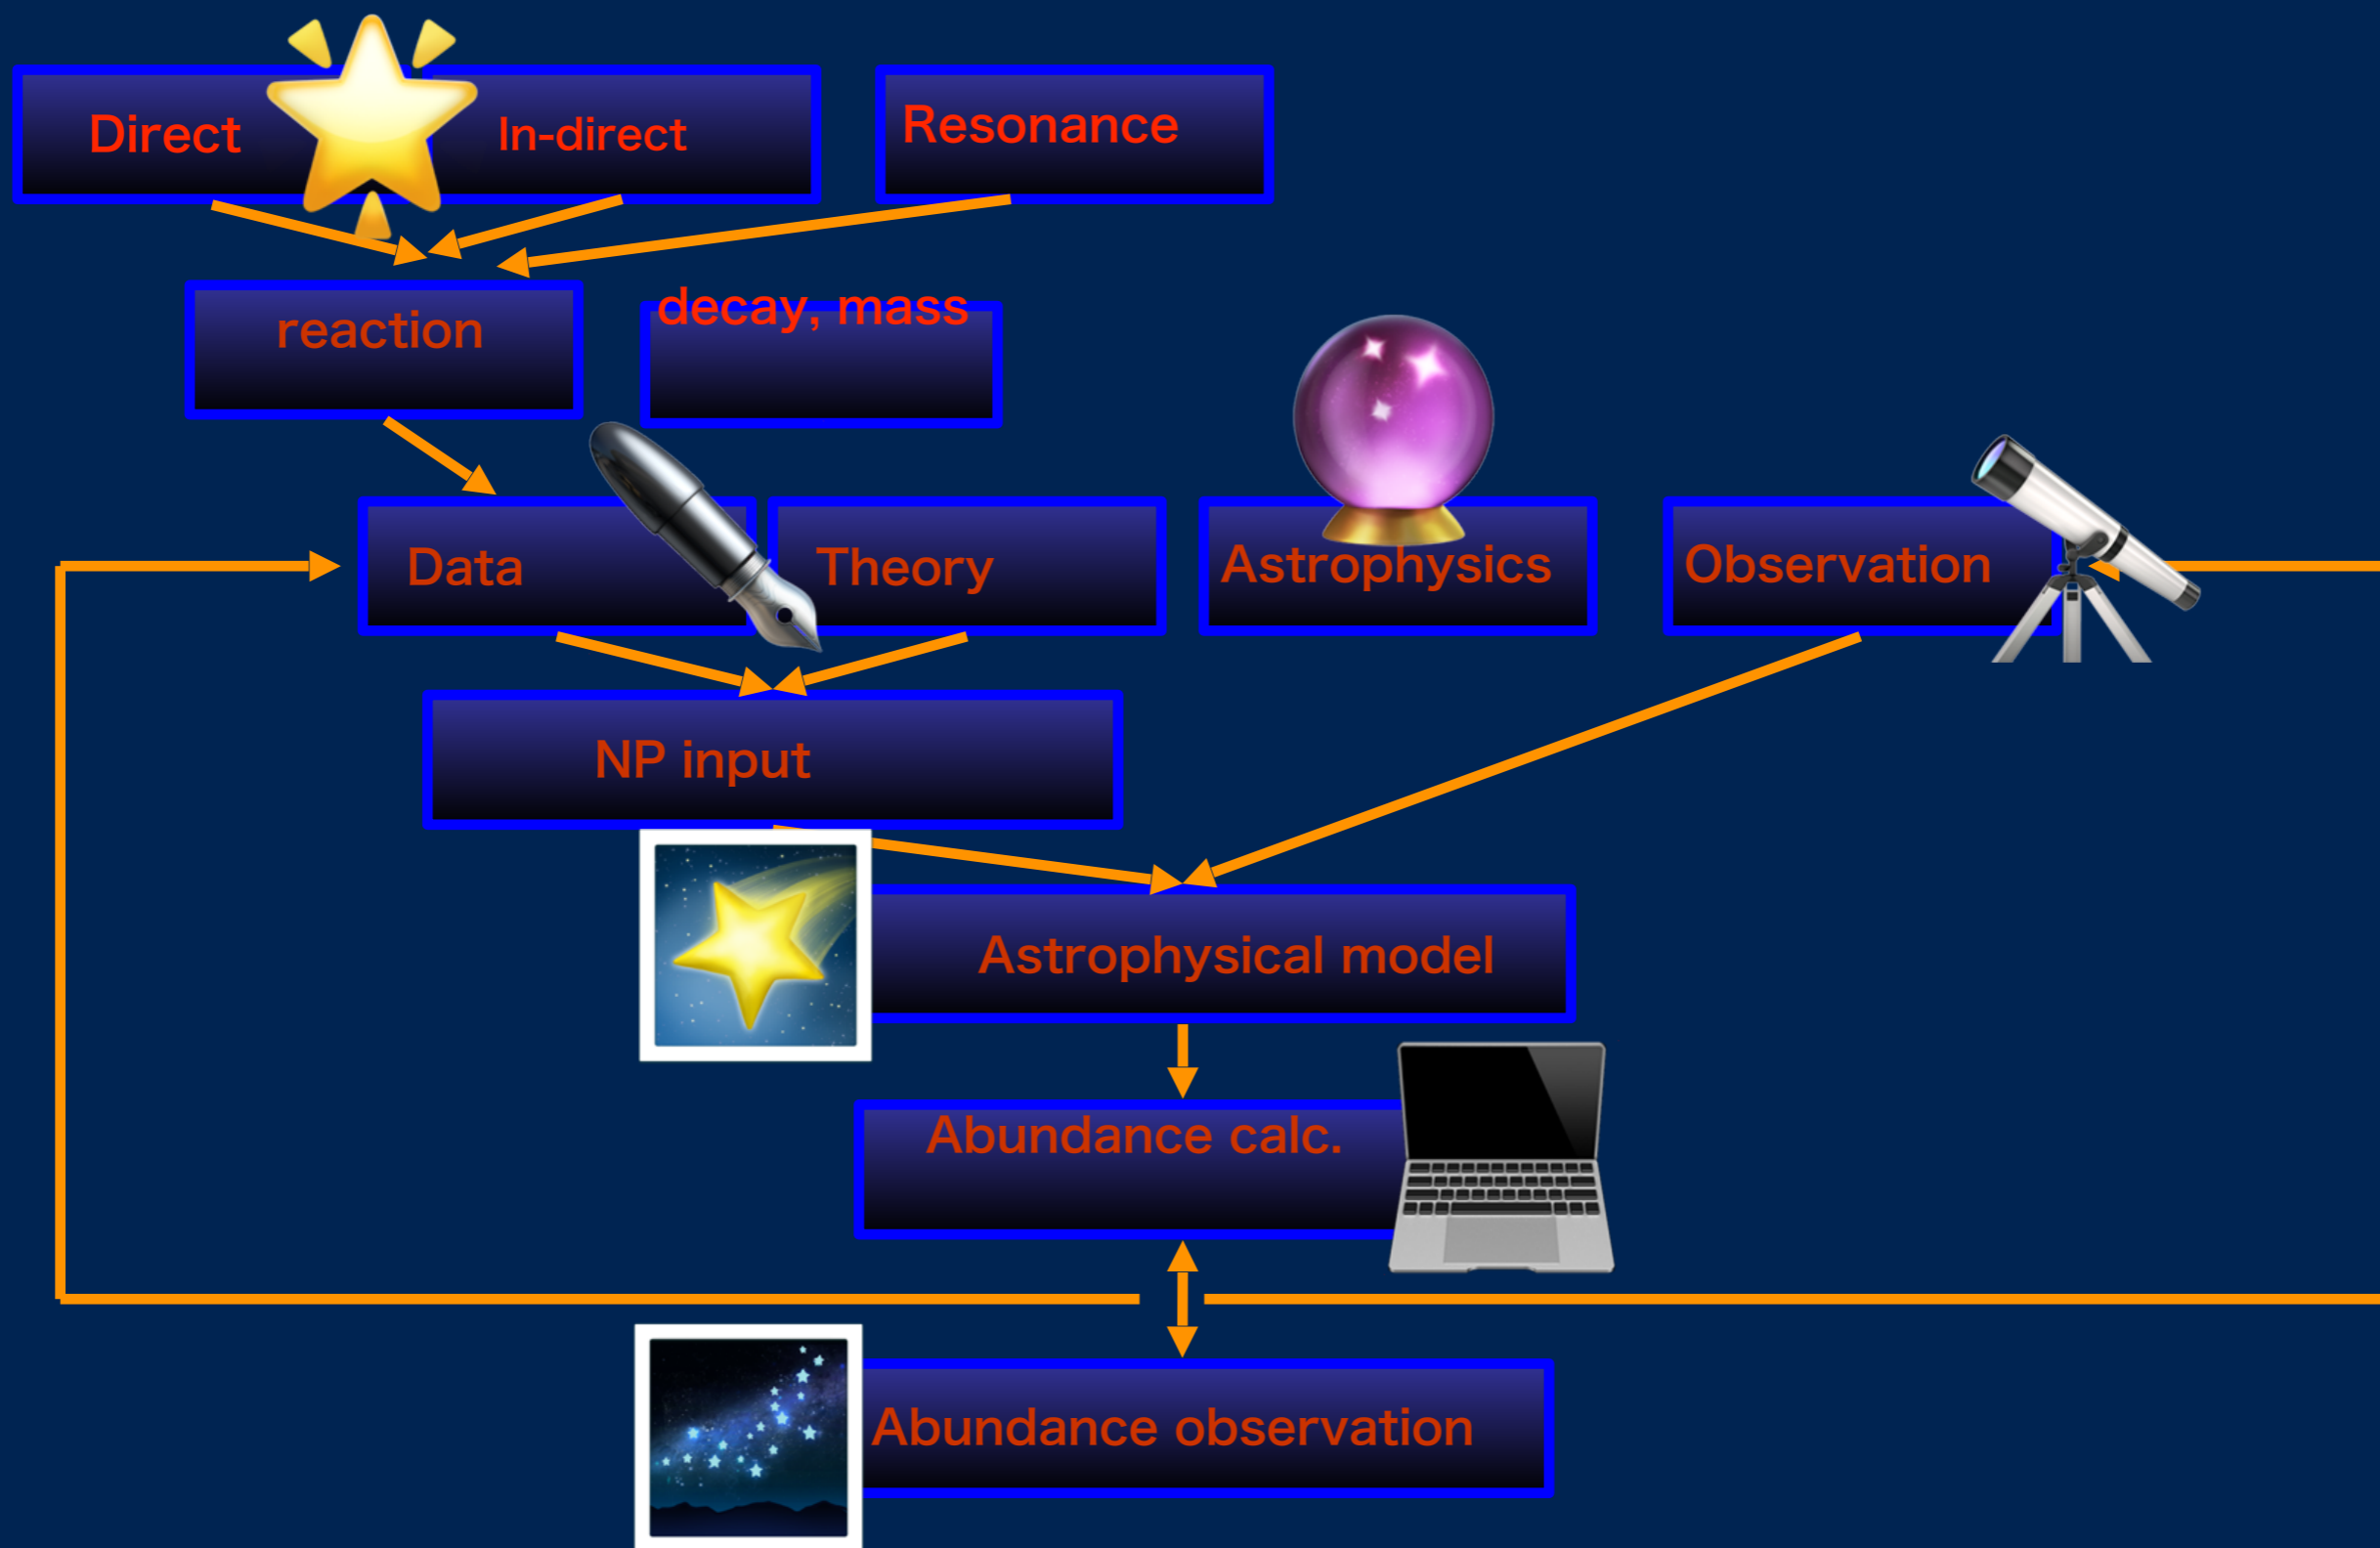 Direct
In-direct
Resonance
reaction
decay, mass
Data
Theory
Astrophysics
Observation
NP input
Astrophysical model
Abundance calc.
Abundance observation